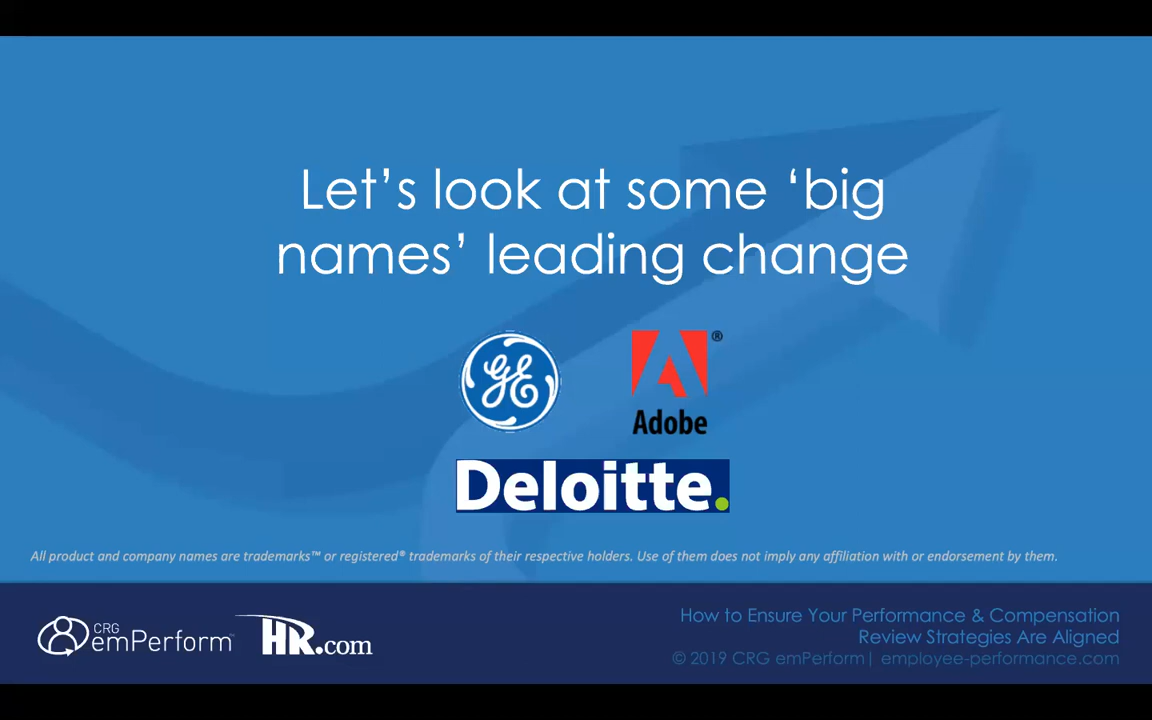 Let's look at some ‘big
names’ leading change
GE
®
Adobe
Deloitte.
All product and company names are trademarks™ or registered® trademarks of their respective holders. Use of them does not imply any affiliation with or endorsement by them.
CRG
emPerform™
HR.com
How to Ensure Your Performance & Compensation
Review Strategies Are Aligned
© 2019 CRG emPerform| employee-performance.com